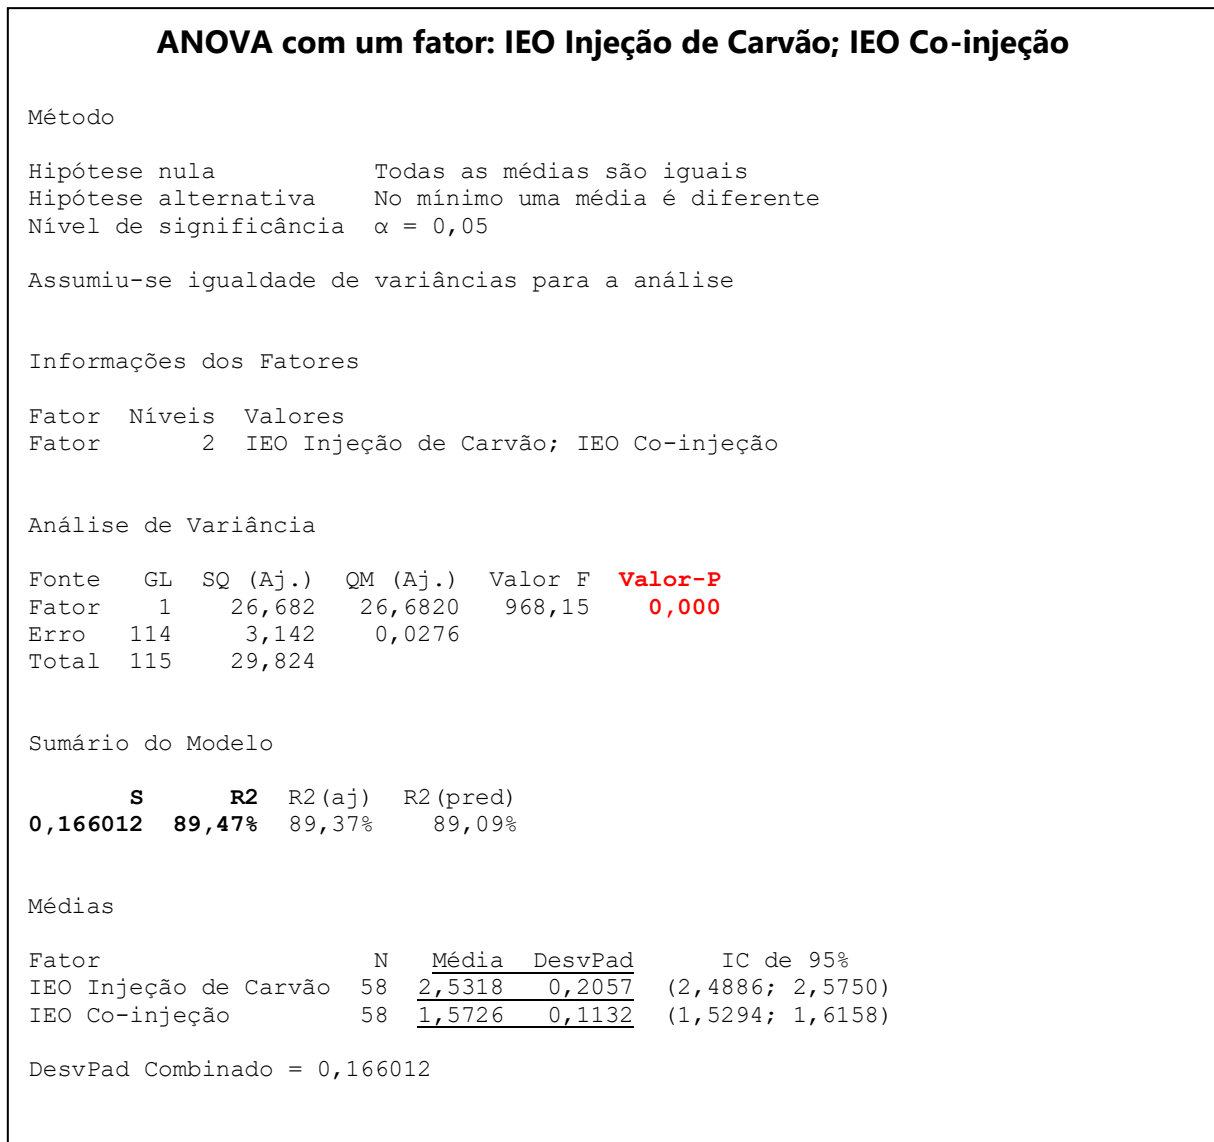 ANOVA com um fator: IEO Injeção de Carvão; IEO Co-injeção
Método
Hipótese nula Todas as médias são iguais
Hipótese alternativa No mínimo uma média é diferente
Nível de significância α = 0,05
Assumiu-se igualdade de variâncias para a análise
Informações dos Fatores
Fator Níveis Valores
Fator 2 IEO Injeção de Carvão; IEO Co-injeção
Análise de Variância
Fonte GL SQ (Aj.) QM (Aj.) Valor F Valor-P
Fator 1 26,682 26,6820 968,15 0,000
Erro 114 3,142 0,0276
Total 115 29,824
Sumário do Modelo
S R2 R2(aj) R2(pred)
0,166012 89,47% 89,37% 89,09%
Médias
Fator N Média DesvPad IC de 95%
IEO Injeção de Carvão 58 2,5318 0,2057 (2,4886; 2,5750)
IEO Co-injeção 58 1,5726 0,1132 (1,5294; 1,6158)
DesvPad Combinado = 0,166012